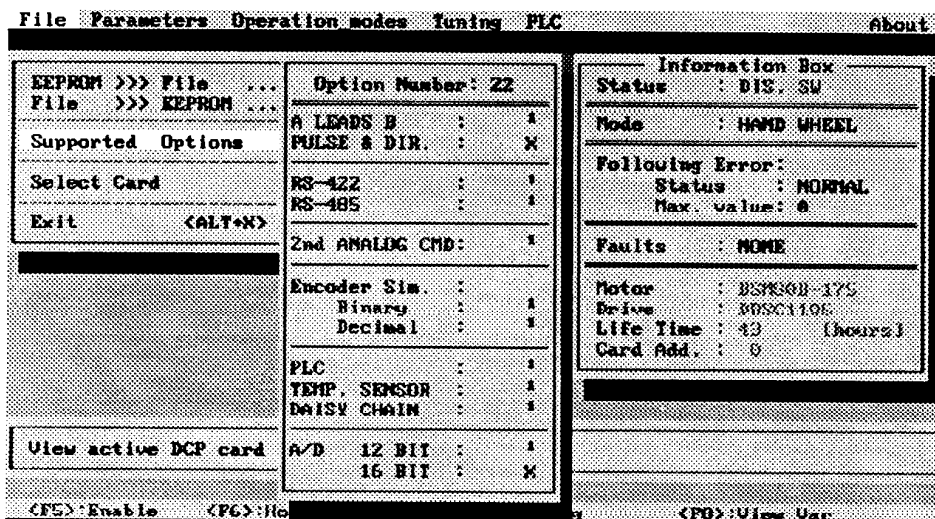 File Parameters Operation modes Tuning PLC About
EEPROM >>> File ...
File >>> EEPROM ...
Supported Options
Select Card
Exit <ALT+X>
View active DCP card
Option Number: 22
A LEADS B :
PULSE & DIR. : X
RS-422 :
RS-485 :
2nd ANALOG CMD:
Encoder Sim. :
Binary :
Decimal :
PLC :
TEMP. SENSOR :
DAISY CHAIN :
A/D 12 BIT :
16 BIT : X
Information Box
Status : DIS. SW
Mode : HAND WHEEL
Following Error:
Status : NORMAL
Max. value: 0
Faults : NONE
Motor :
Drive :
Life Time : 43 [hours]
Card Add. : 0
<F5>:Enable <F6>:Ho <F8>:View Var